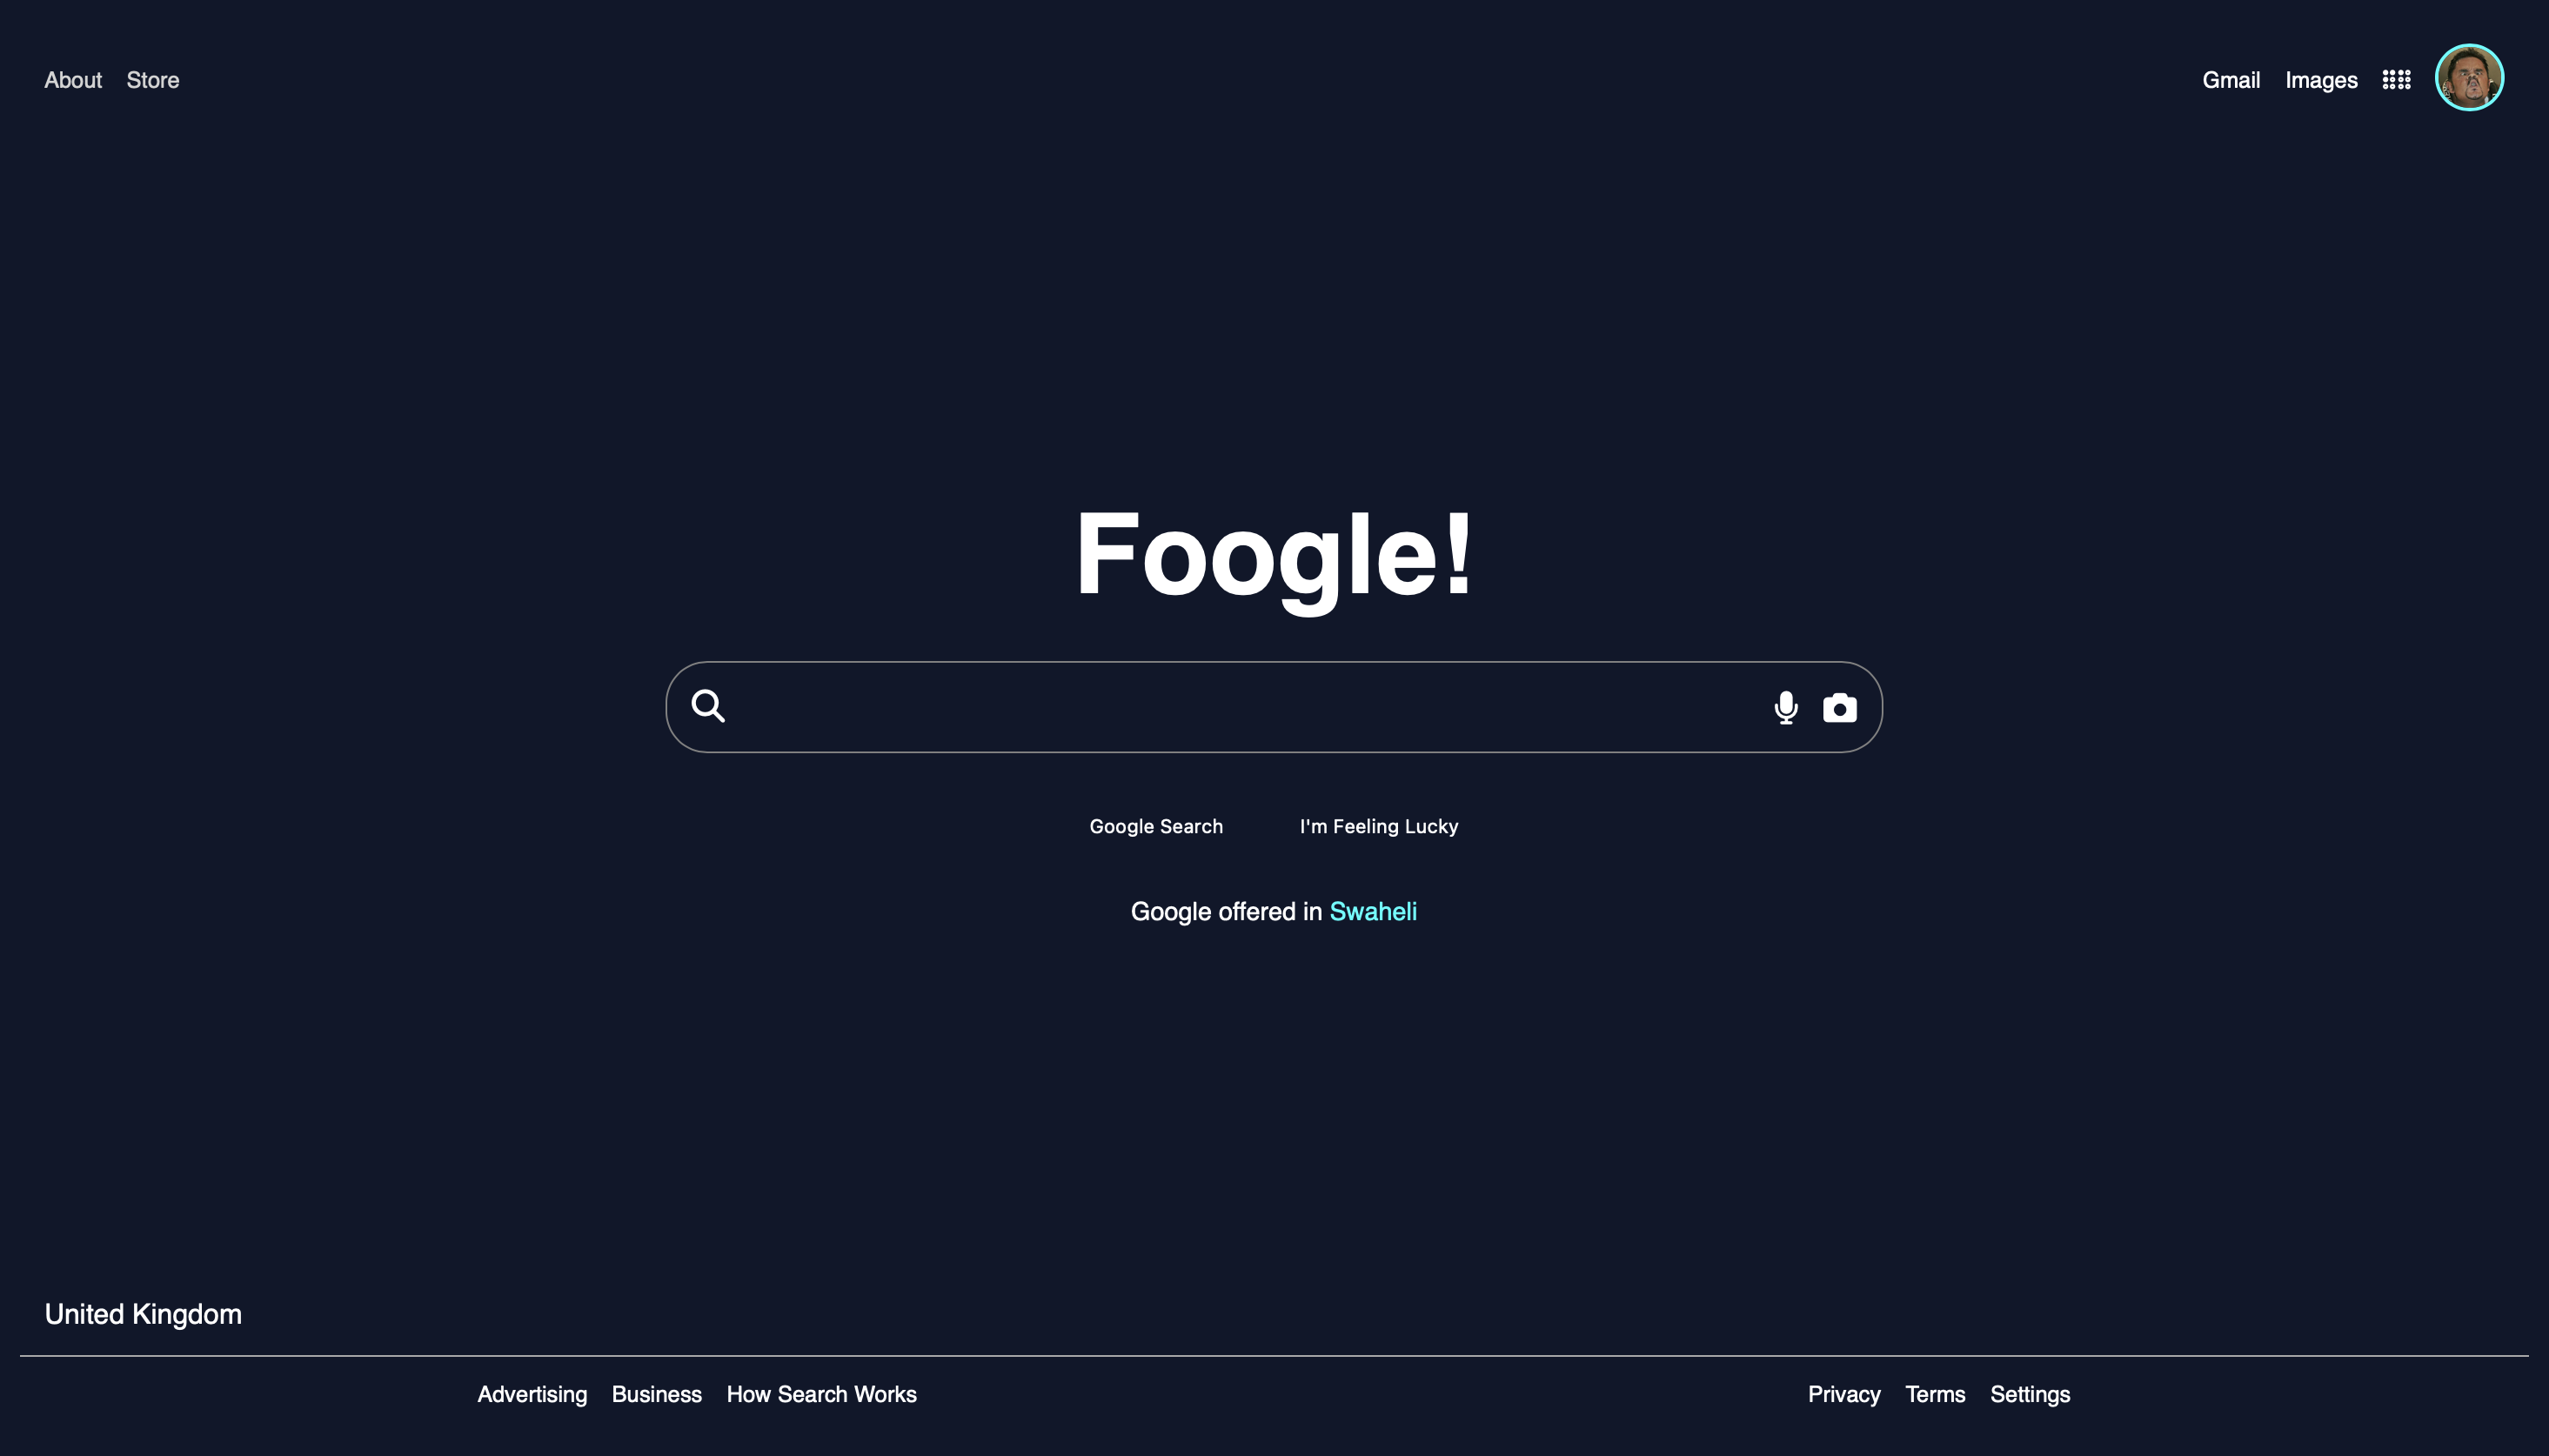 About Store Gmail Images
Foogle!
Google Search I'm Feeling Lucky
Google offered in Swaheli
United Kingdom
Advertising Business How Search Works Privacy Terms Settings